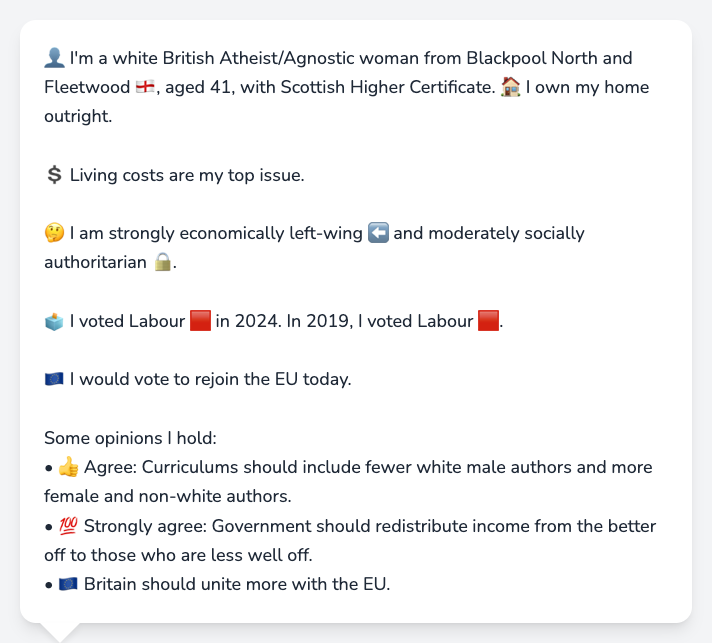 👤 I'm a white British Atheist/Agnostic woman from Blackpool North and
Fleetwood 🏴󠁧󠁢󠁥󠁮󠁧󠁿, aged 41, with Scottish Higher Certificate. 🏠 I own my home
outright.
💲 Living costs are my top issue.
🤔 I am strongly economically left-wing ⬅️ and moderately socially
authoritarian 🔒.
🗳️ I voted Labour 🟥 in 2024. In 2019, I voted Labour 🟥.
🇪🇺 I would vote to rejoin the EU today.
Some opinions I hold:
• 👍 Agree: Curriculums should include fewer white male authors and more
female and non-white authors.
• 💯 Strongly agree: Government should redistribute income from the better
off to those who are less well off.
• 🇪🇺 Britain should unite more with the EU.